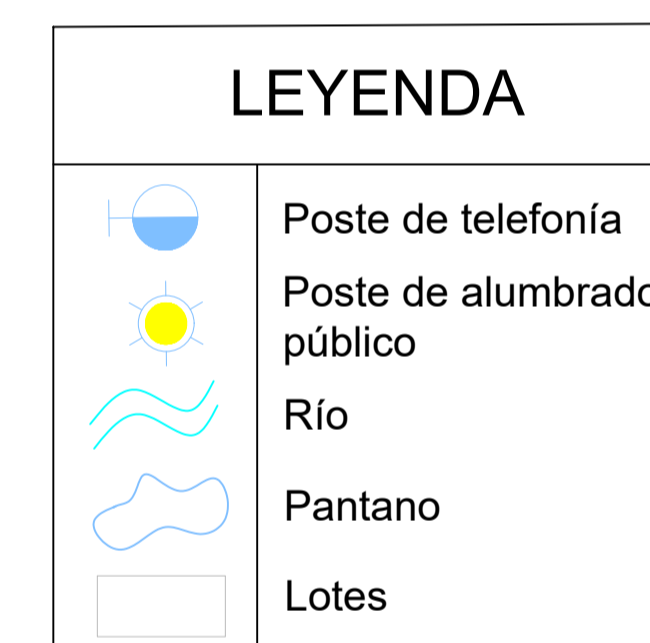 LEYENDA
Poste de telefonía
Poste de alumbrado
público
Río
Pantano
Lotes